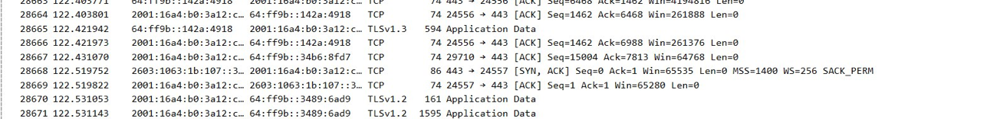 28663 122.403771 64:ff9b::142a:4918 2001:16a4:b0:3a12:c… TCP 74 443 → 24556 [ACK] Seq=6468 Ack=1462 Win=4194816 Len=0
28664 122.403801 2001:16a4:b0:3a12:c… 64:ff9b::142a:4918 TCP 74 24556 → 443 [ACK] Seq=1462 Ack=6468 Win=261888 Len=0
28665 122.421942 64:ff9b::142a:4918 2001:16a4:b0:3a12:c… TLSv1.3 594 Application Data
28666 122.421973 2001:16a4:b0:3a12:c… 64:ff9b::142a:4918 TCP 74 24556 → 443 [ACK] Seq=1462 Ack=6988 Win=261376 Len=0
28667 122.431070 2001:16a4:b0:3a12:c… 64:ff9b::34b6:8fd7 TCP 74 29710 → 443 [ACK] Seq=15004 Ack=7813 Win=64768 Len=0
28668 122.519752 2603:1063:1b:107::3… 2001:16a4:b0:3a12:c… TCP 86 443 → 24557 [SYN, ACK] Seq=0 Ack=1 Win=65535 Len=0 MSS=1400 WS=256 SACK_PERM
28669 122.519822 2001:16a4:b0:3a12:c… 2603:1063:1b:107::3… TCP 74 24557 → 443 [ACK] Seq=1 Ack=1 Win=65280 Len=0
28670 122.531053 2001:16a4:b0:3a12:c… 64:ff9b::3489:6ad9 TLSv1.2 161 Application Data
28671 122.531143 2001:16a4:b0:3a12:c… 64:ff9b::3489:6ad9 TLSv1.2 1595 Application Data